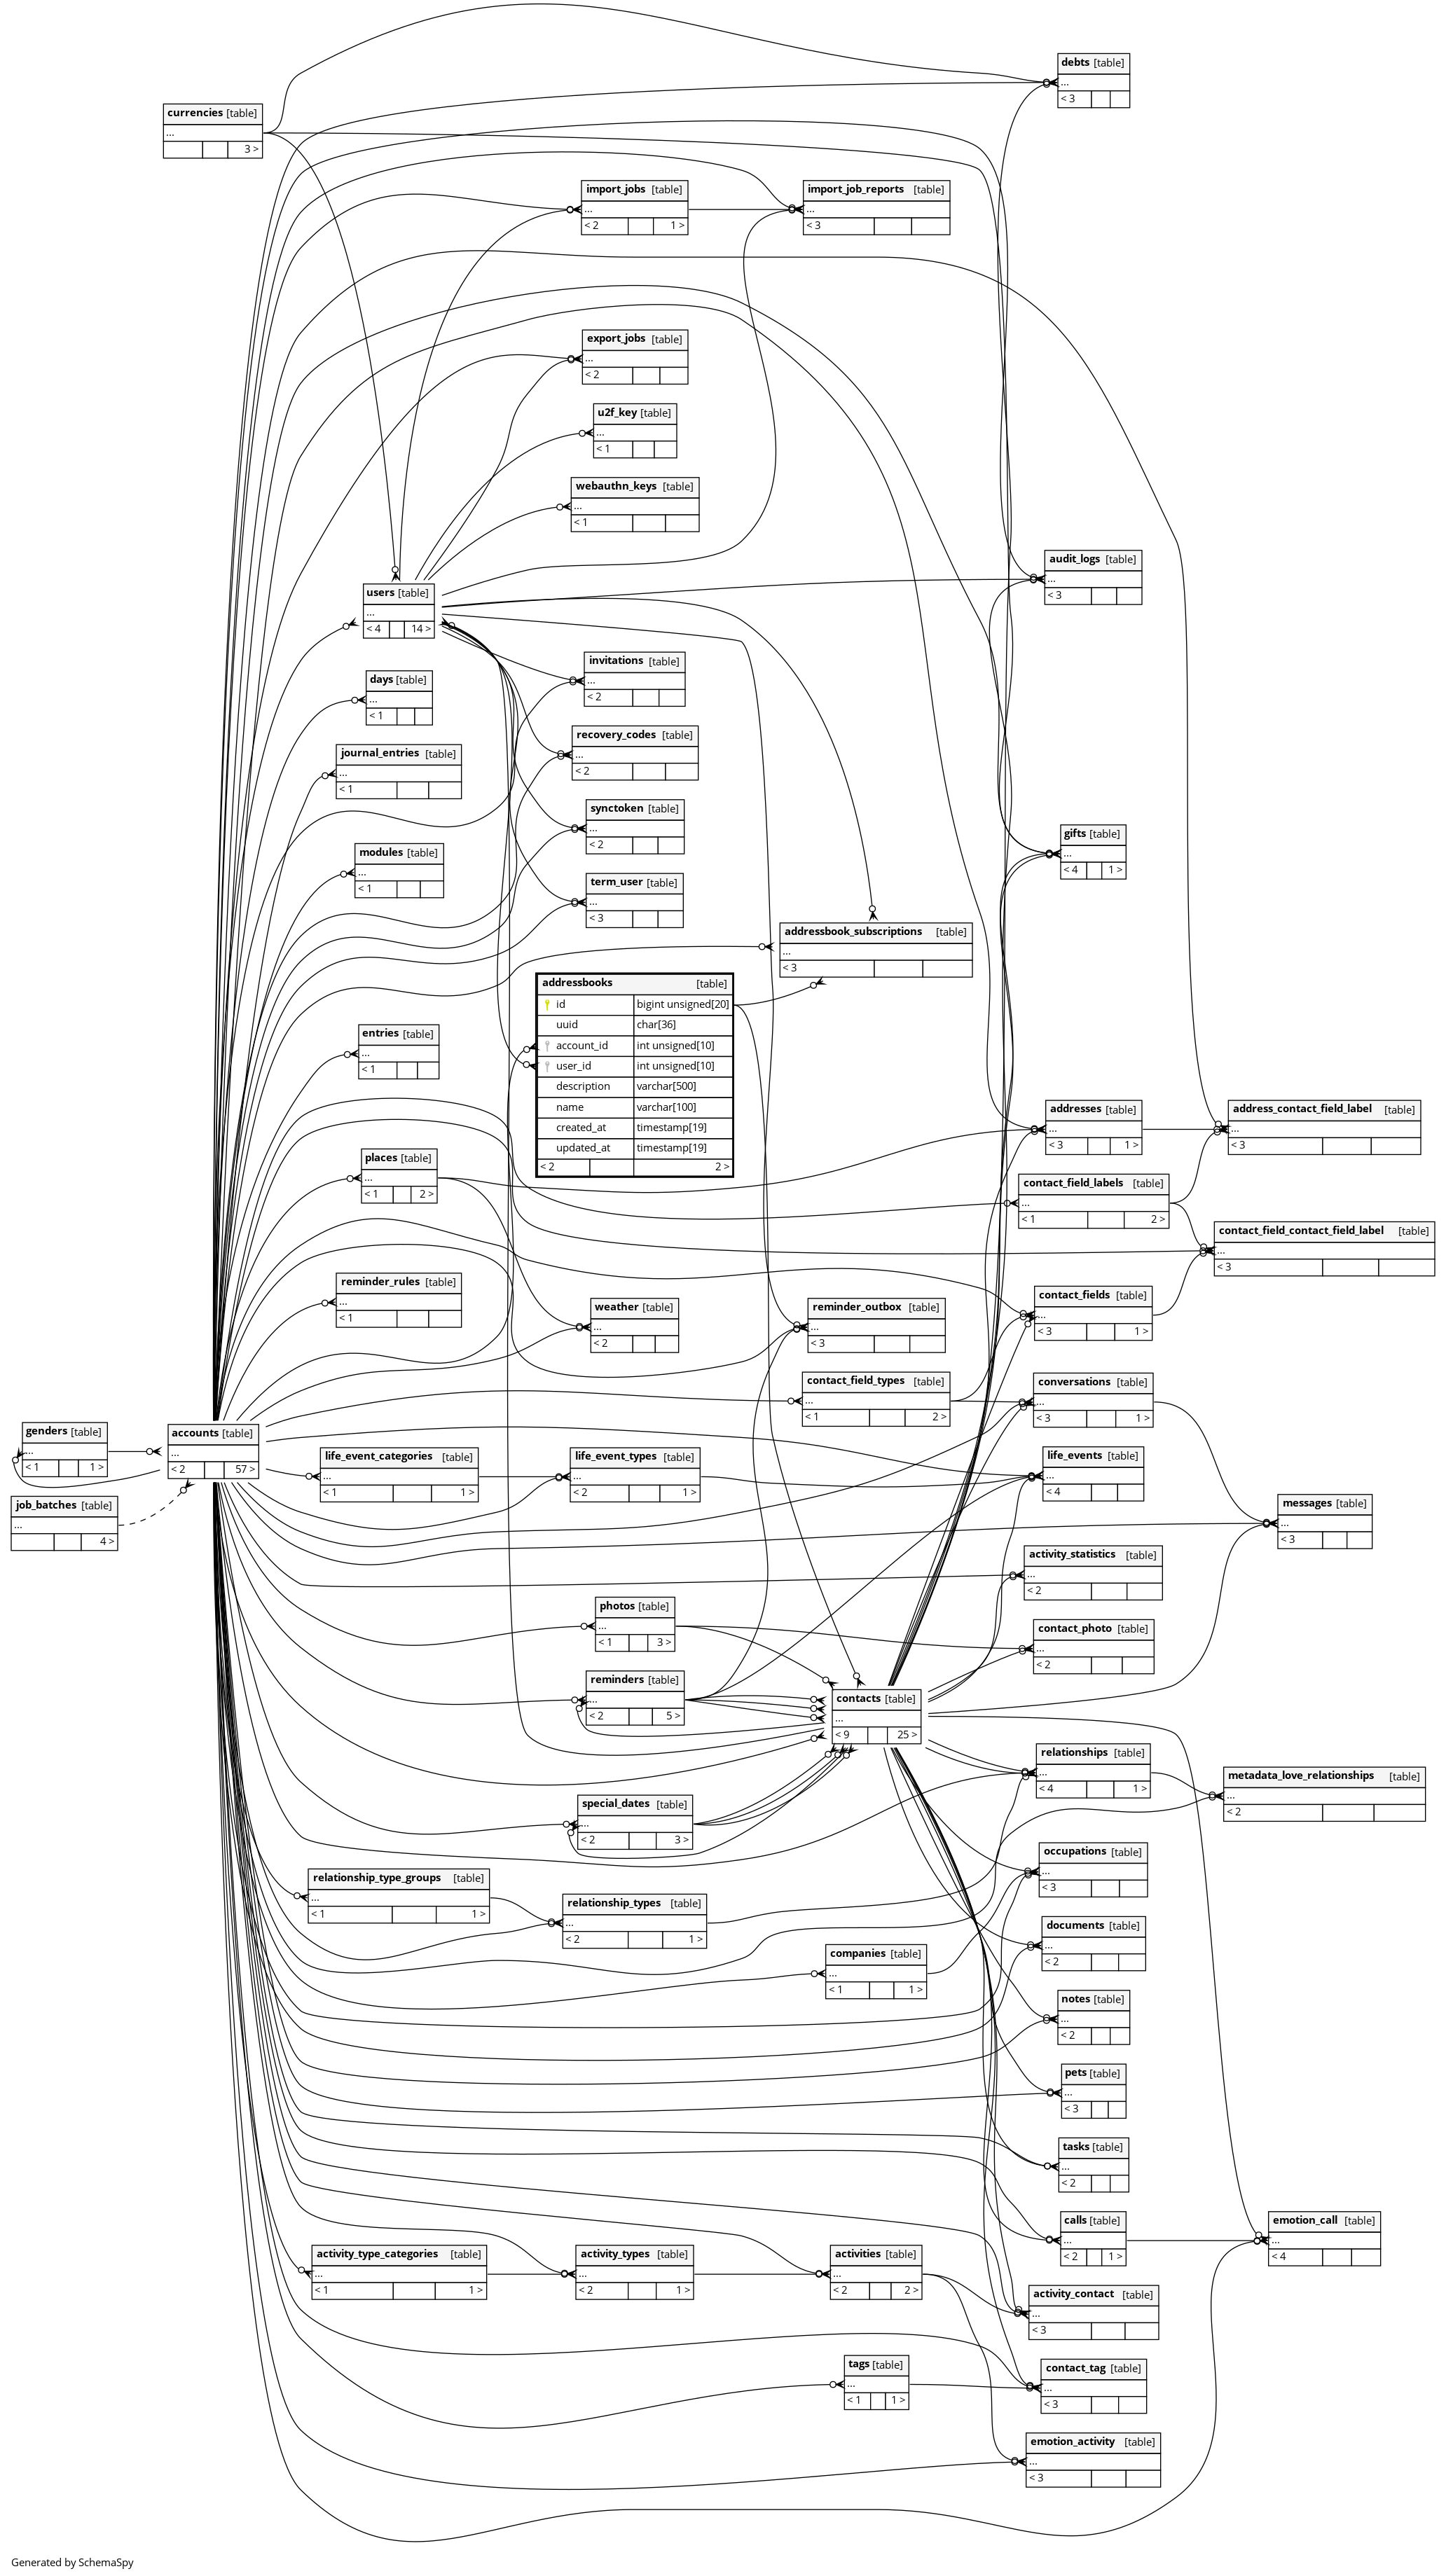 debts [table]
...
< 3
currencies [table]
...
3 >
import_jobs [table]
...
< 2 1 >
import_job_reports [table]
...
< 3
export_jobs [table]
...
< 2
u2f_key [table]
...
< 1
webauthn_keys [table]
...
< 1
audit_logs [table]
...
< 3
users [table]
...
< 4 14 >
invitations [table]
...
< 2
days [table]
...
< 1
recovery_codes [table]
...
< 2
journal_entries [table]
...
< 1
synctoken [table]
...
< 2
gifts [table]
...
< 4 1 >
modules [table]
...
< 1
term_user [table]
...
< 3
addressbook_subscriptions [table]
...
< 3
addressbooks [table]
id bigint unsigned[20]
uuid char[36]
account_id int unsigned[10]
user_id int unsigned[10]
description varchar[500]
name varchar[100]
created_at timestamp[19]
updated_at timestamp[19]
< 2 2 >
entries [table]
...
< 1
addresses [table]
...
< 3 1 >
address_contact_field_label [table]
...
< 3
places [table]
...
< 1 2 >
contact_field_labels [table]
...
< 1 2 >
contact_field_contact_field_label [table]
...
< 3
reminder_rules [table]
...
< 1
weather [table]
...
< 2
reminder_outbox [table]
...
< 3
contact_fields [table]
...
< 3 1 >
contact_field_types [table]
...
< 1 2 >
conversations [table]
...
< 3 1 >
genders [table]
...
< 1 1 >
accounts [table]
...
< 2 57 >
life_event_categories [table]
...
< 1 1 >
life_event_types [table]
...
< 2 1 >
life_events [table]
...
< 4
job_batches [table]
...
4 >
messages [table]
...
< 3
activity_statistics [table]
...
< 2
photos [table]
...
< 1 3 >
contact_photo [table]
...
< 2
reminders [table]
...
< 2 5 >
contacts [table]
...
< 9 25 >
relationships [table]
...
< 4 1 >
metadata_love_relationships [table]
...
< 2
special_dates [table]
...
< 2 3 >
occupations [table]
...
< 3
relationship_type_groups [table]
...
< 1 1 >
relationship_types [table]
...
< 2 1 >
documents [table]
...
< 2
companies [table]
...
< 1 1 >
notes [table]
...
< 2
pets [table]
...
< 3
tasks [table]
...
< 2
calls [table]
...
< 2 1 >
emotion_call [table]
...
< 4
activity_type_categories [table]
...
< 1 1 >
activity_types [table]
...
< 2 1 >
activities [table]
...
< 2 2 >
activity_contact [table]
...
< 3
tags [table]
...
< 1 1 >
contact_tag [table]
...
< 3
emotion_activity [table]
...
< 3
Generated by SchemaSpy